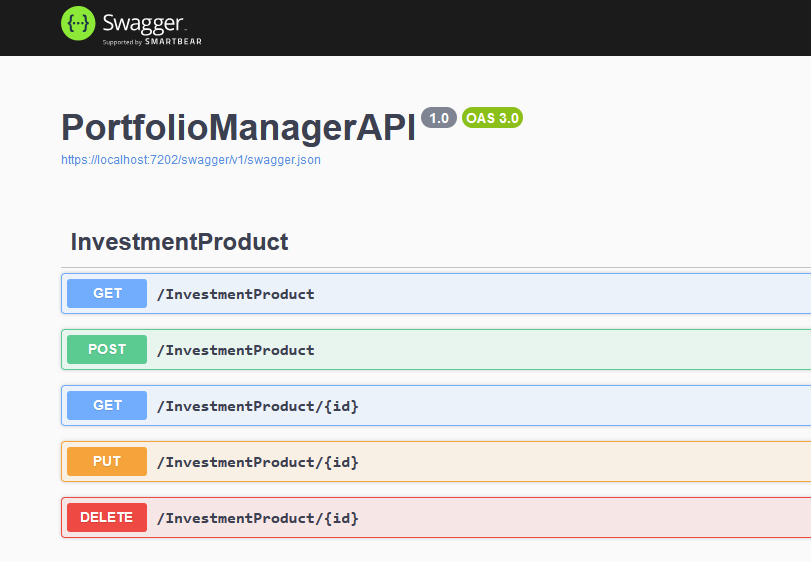 {···} Swagger
Supported by SMARTBEAR
PortfolioManagerAPI 1.0 OAS 3.0
https://localhost:7202/swagger/v1/swagger.json
InvestmentProduct
GET /InvestmentProduct
POST /InvestmentProduct
GET /InvestmentProduct/{id}
PUT /InvestmentProduct/{id}
DELETE /InvestmentProduct/{id}